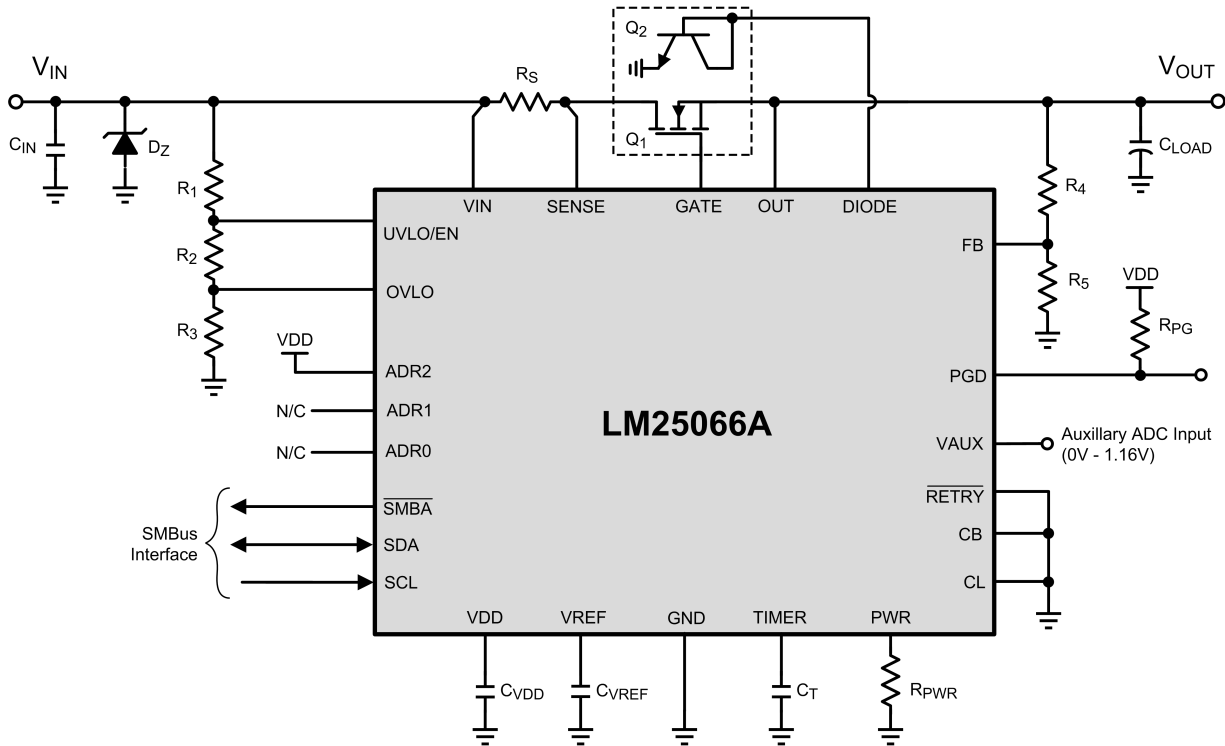 Q2
VIN
RS
VOUT
Q1
CIN
DZ
CLOAD
R1
R4
VIN
SENSE
GATE
OUT
DIODE
UVLO/EN
FB
R2
R5
VDD
OVLO
R3
RPG
VDD
ADR2
PGD
N/C
ADR1
LM25066A
N/C
ADR0
VAUX
Auxillary ADC Input
(0V - 1.16V)
RETRY
SMBA
SMBus
Interface
CB
SDA
SCL
CL
VDD
VREF
GND
TIMER
PWR
CVDD
CVREF
CT
RPWR